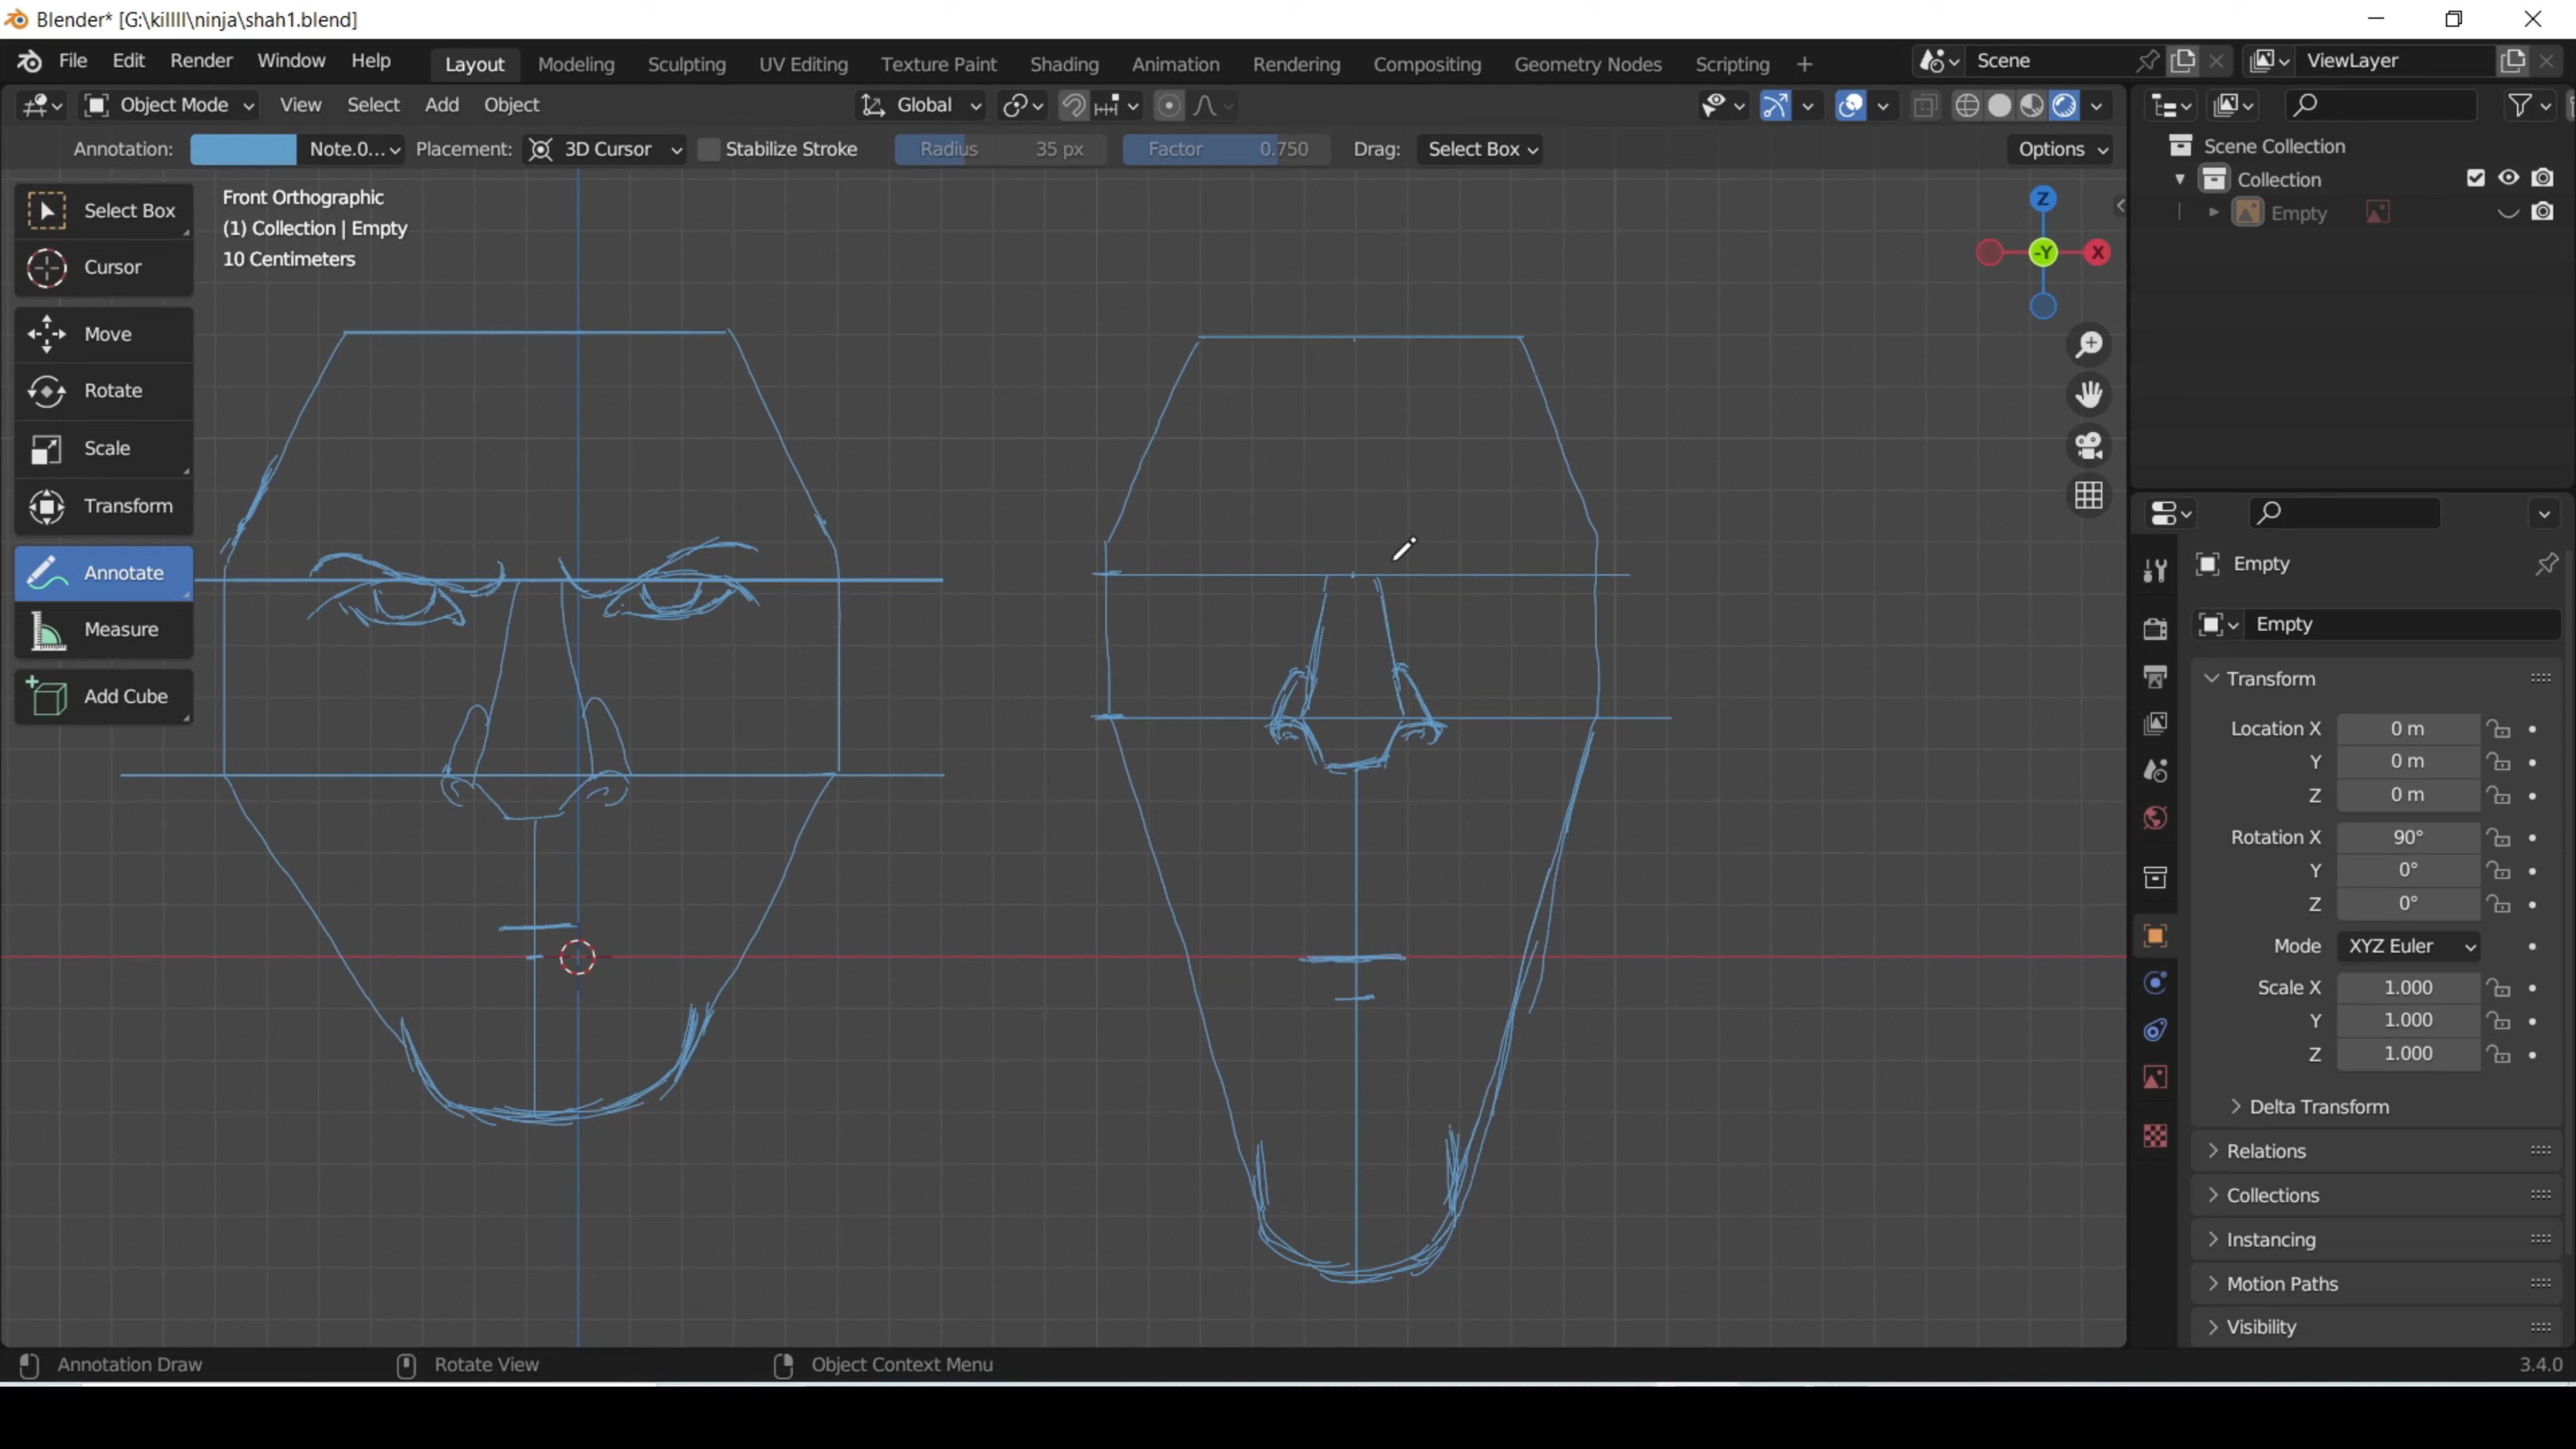 Blender* [G:\killll\ninja\shah1.blend]
File Edit Render Window Help Layout Modeling Sculpting UV Editing Texture Paint Shading Animation Rendering Compositing Geometry Nodes Scripting + Scene ViewLayer
Object Mode View Select Add Object Global
Annotation: Note.0... Placement: 3D Cursor Stabilize Stroke Radius 35 px Factor 0.750 Drag: Select Box Options
Select Box
Cursor
Move
Rotate
Scale
Transform
Annotate
Measure
Add Cube
Front Orthographic
(1) Collection | Empty
10 Centimeters
Z
-Y
X
Scene Collection
Collection
Empty
Empty
Empty
Transform
Location X 0 m
Y 0 m
Z 0 m
Rotation X 90°
Y 0°
Z 0°
Mode XYZ Euler
Scale X 1.000
Y 1.000
Z 1.000
Delta Transform
Relations
Collections
Instancing
Motion Paths
Visibility
Annotation Draw Rotate View Object Context Menu 3.4.0